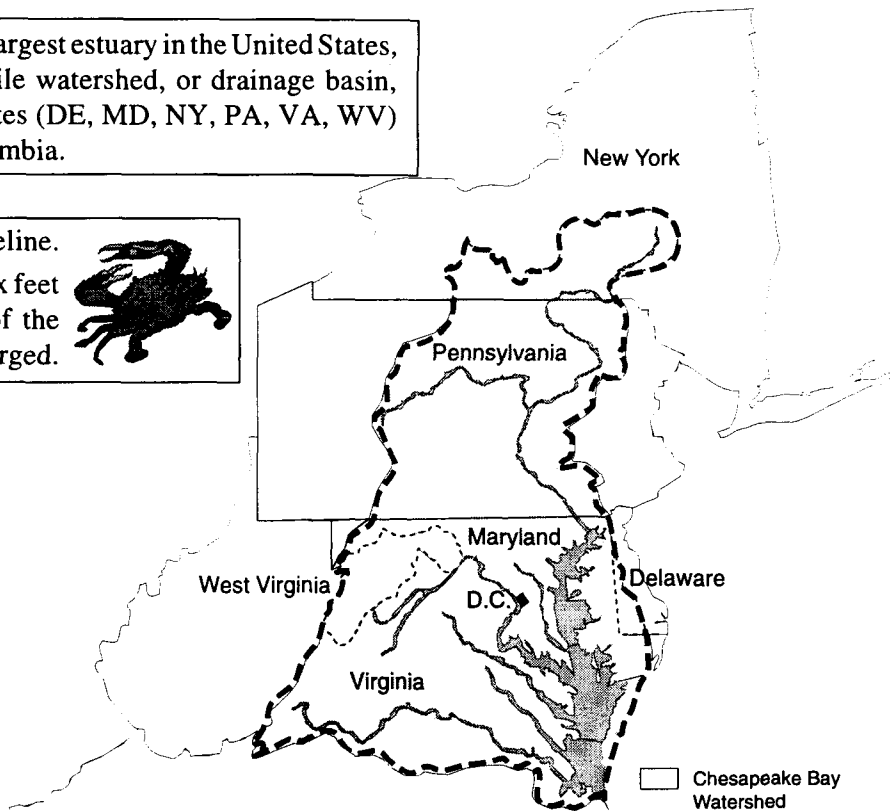 argest estuary in the United States,
ile watershed, or drainage basin,
tes (DE, MD, NY, PA, VA, WV)
mbia.
eline.
x feet
of the
rged.
New York
Pennsylvania
Maryland
West Virginia
D.C.
Delaware
Virginia
Chesapeake Bay
Watershed